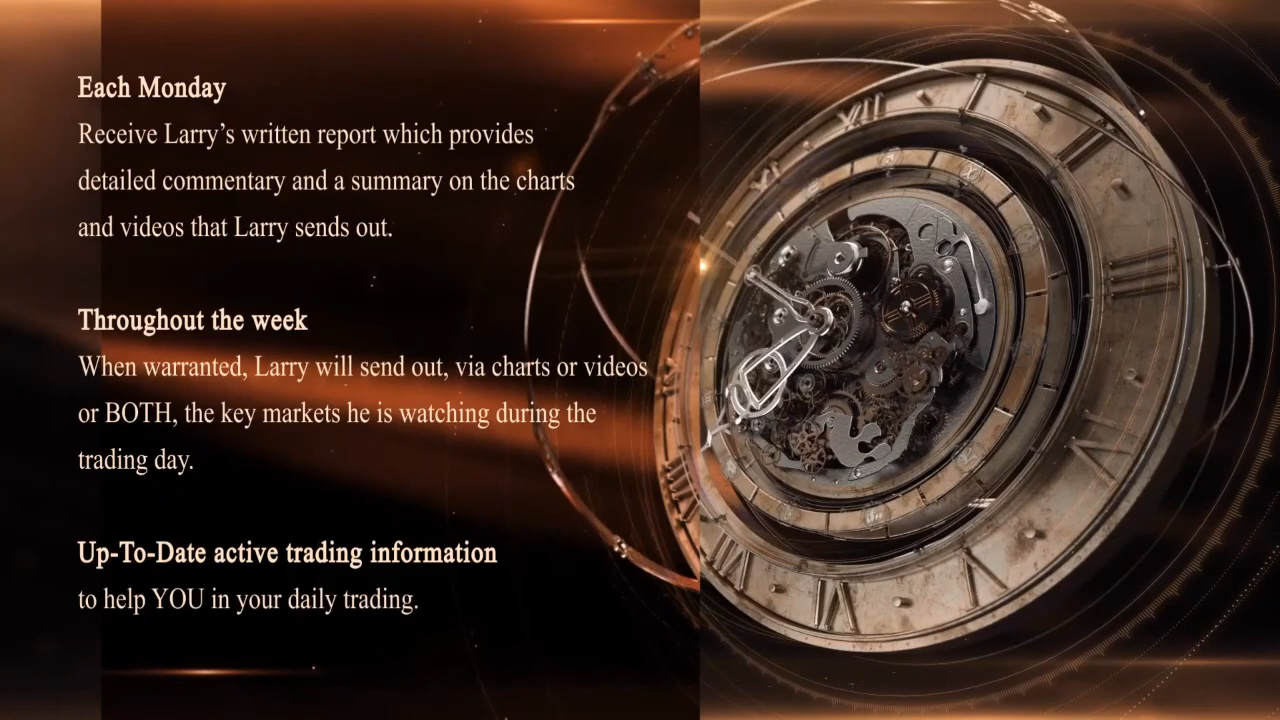 Each Monday
Receive Larry’s written report which provides
detailed commentary and a summary on the charts
and videos that Larry sends out.
Throughout the week
When warranted, Larry will send out, via charts or videos
or BOTH, the key markets he is watching during the
trading day.
Up-To-Date active trading information
to help YOU in your daily trading.
XII
III